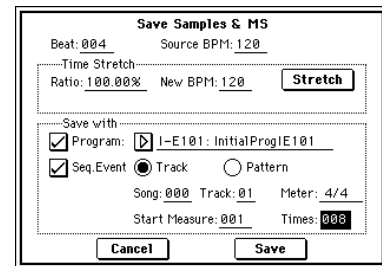 Save Samples & MS
Beat: 004 Source BPM: 120
Time Stretch
Ratio: 100.00% New BPM: 120 Stretch
Save with
Program: I-E101: InitialProgIE101
Seq.Event Track Pattern
Song: 000 Track: 01 Meter: 4/4
Start Measure: 001 Times: 008
Cancel Save